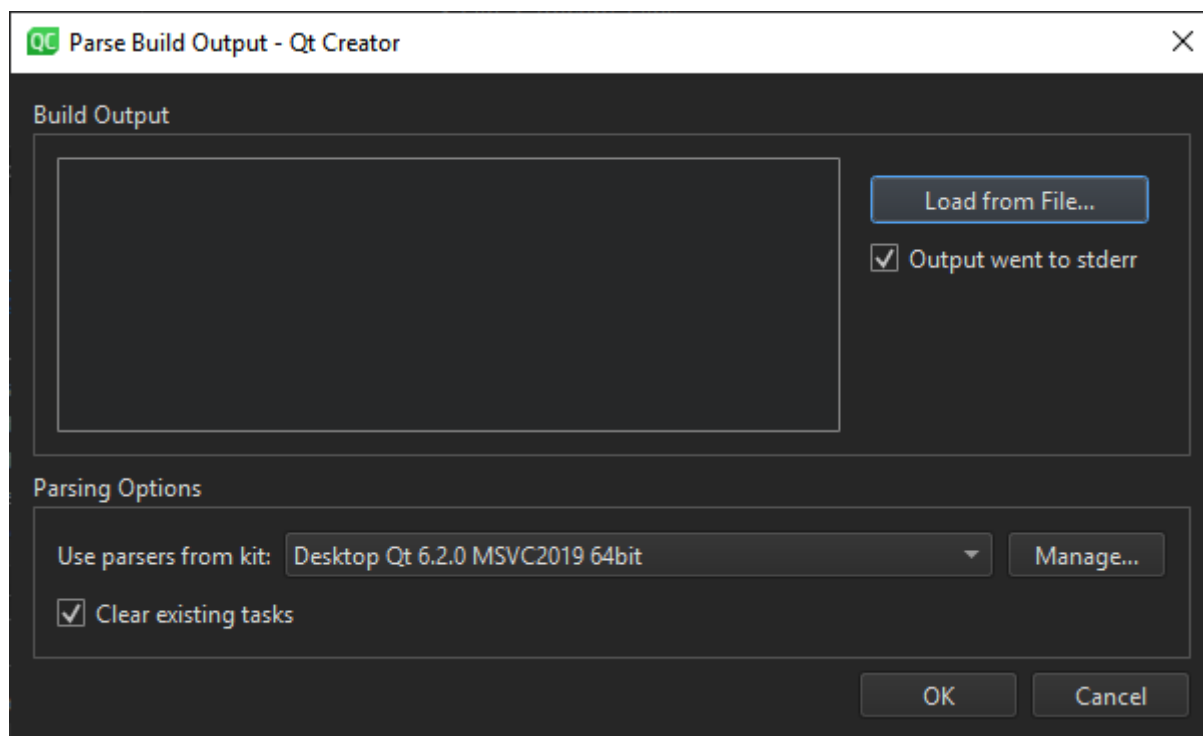 QC Parse Build Output - Qt Creator
Build Output
Load from File...
Output went to stderr
Parsing Options
Use parsers from kit: Desktop Qt 6.2.0 MSVC2019 64bit Manage...
Clear existing tasks
OK Cancel